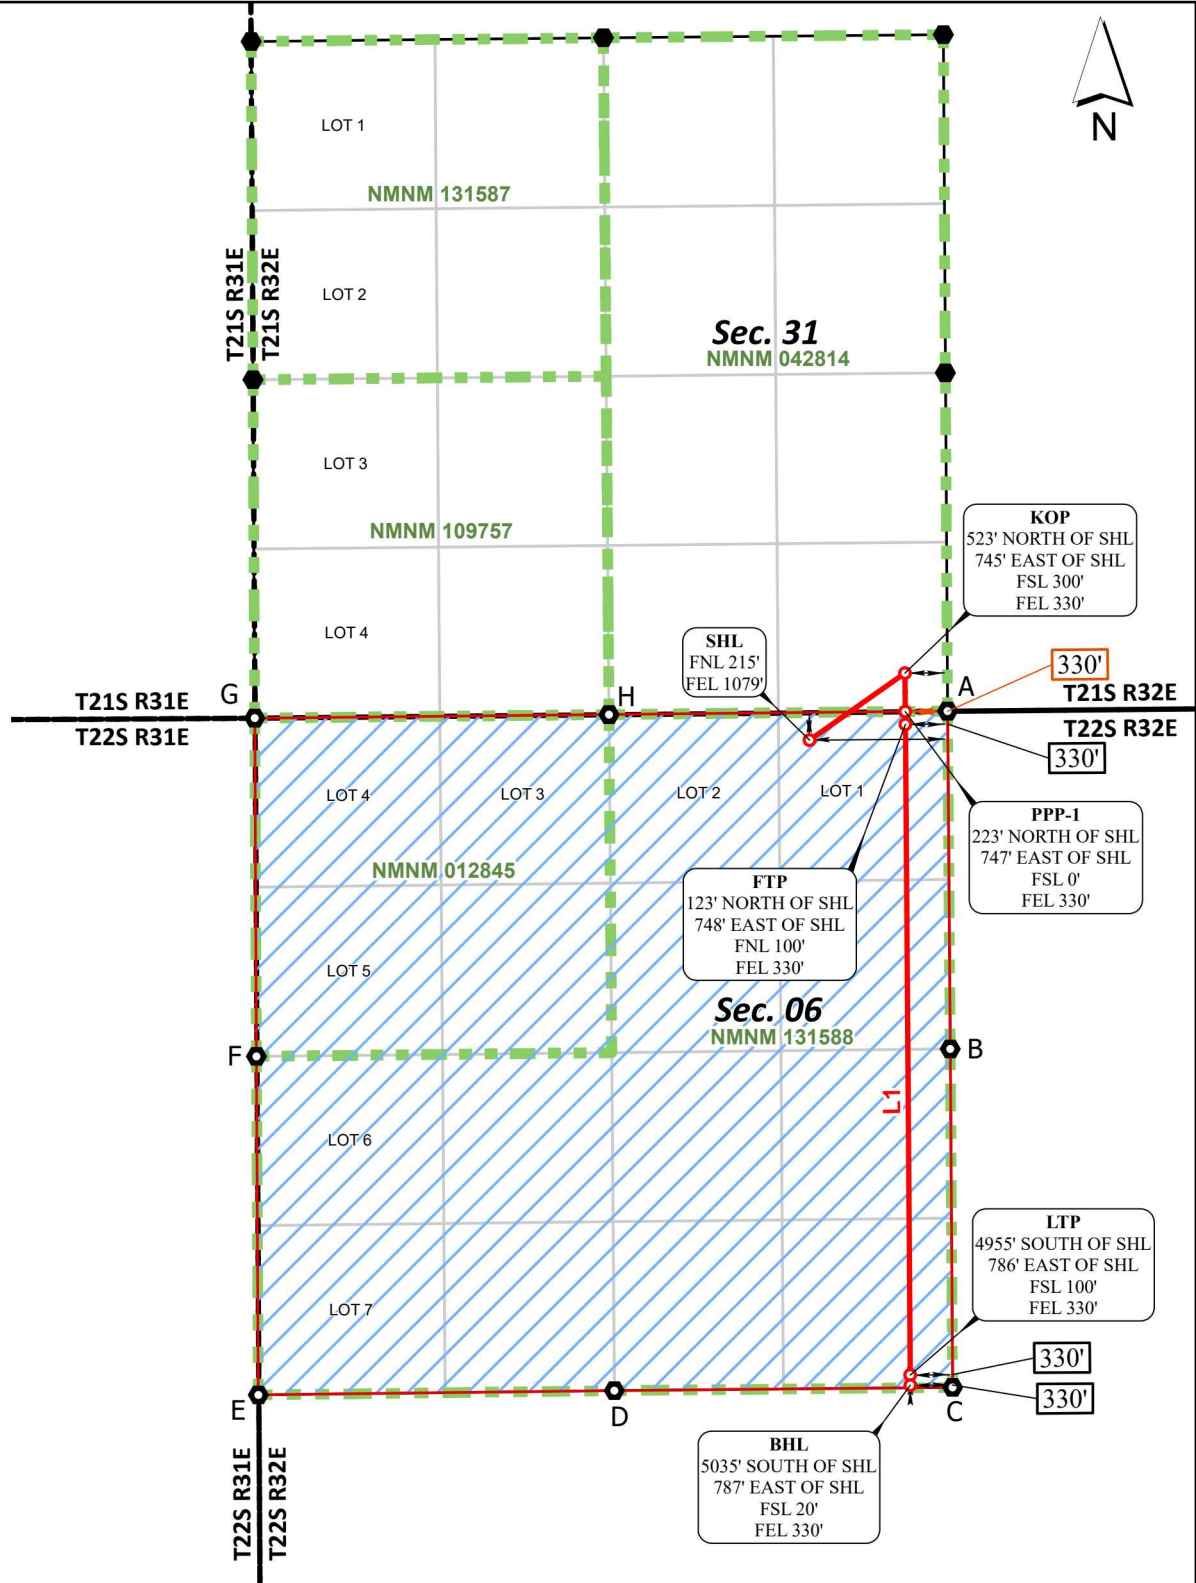 N
LOT 1
NMNM 131587
T21S R31E
T21S R32E
LOT 2
Sec. 31
NMNM 042814
LOT 3
NMNM 109757
KOP
523' NORTH OF SHL
745' EAST OF SHL
FSL 300'
FEL 330'
LOT 4
SHL
FNL 215'
FEL 1079'
330'
G
H
A
T21S R31E
T21S R32E
T22S R31E
T22S R32E
330'
LOT 4
LOT 3
LOT 2
LOT 1
PPP-1
223' NORTH OF SHL
747' EAST OF SHL
FSL 0'
FEL 330'
NMNM 012845
FTP
123' NORTH OF SHL
748' EAST OF SHL
FNL 100'
FEL 330'
LOT 5
Sec. 06
NMNM 131588
F
B
L1
LOT 6
LTP
4955' SOUTH OF SHL
786' EAST OF SHL
FSL 100'
FEL 330'
LOT 7
330'
330'
E
D
C
BHL
5035' SOUTH OF SHL
787' EAST OF SHL
FSL 20'
FEL 330'
T22S R31E
T22S R32E